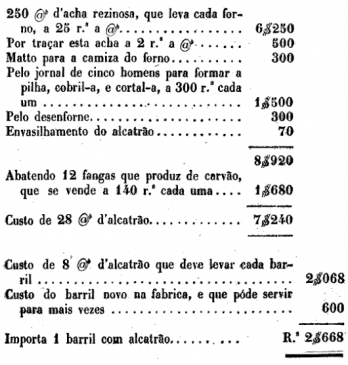 250 @.ˢ d'acha rezinosa, que leva cada for-
no, a 25 r.ˢ a @ᵃ.................. 6$250
Por traçar esta acha a 2 r.ˢ a @ᵃ....... 500
Matto para a camiza do forno........... 300
Pelo jornal de cinco homens para formar a
pilha, cobril-a, e cortal-a, a 300 r.ˢ cada
um ............................ 1$500
Pelo desenforne...................... 300
Envasilhamento do alcatrão............ 70
8$920
Abatendo 12 fangas que produz de carvão,
que se vende a 140 r.ˢ cada uma.... 1$680
Custo de 28 @.ˢ d'alcatrão............ 7$240
Custo de 8 @.ˢ d'alcatrão que deve levar cada bar-
ril ................................... 2$068
Custo do barril novo na fabrica, e que póde servir
para mais vezes ....................... 600
Importa 1 barril com alcatrão.......... R.ˢ 2$668